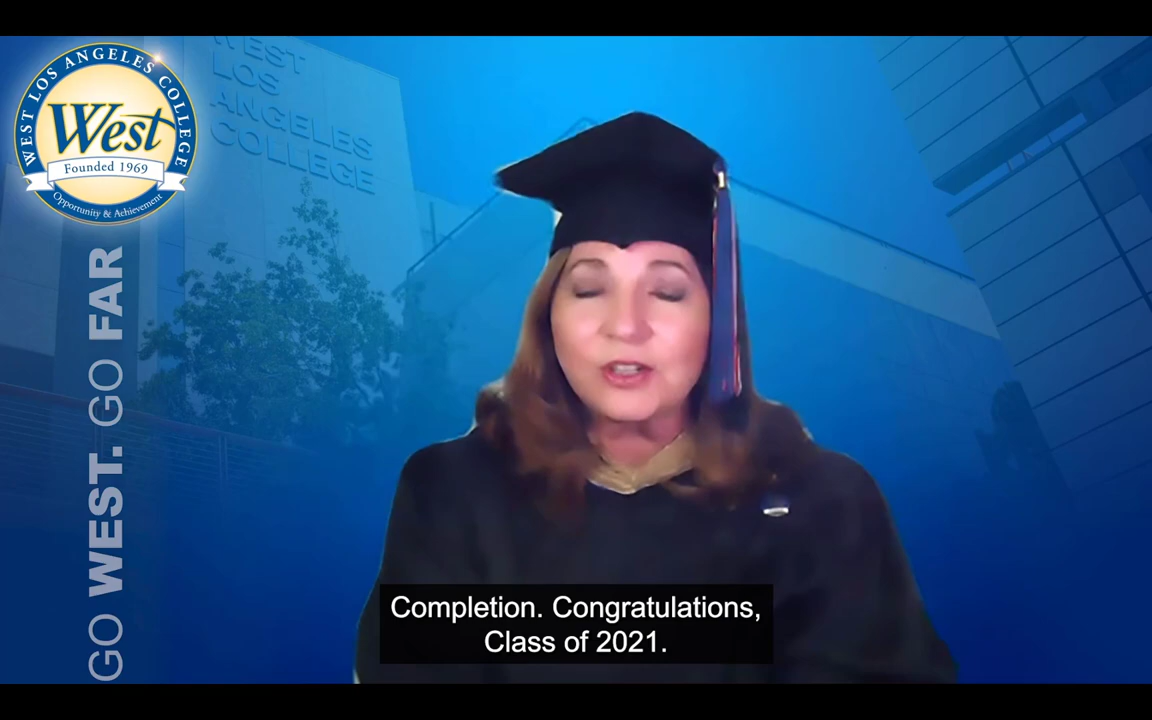 WEST LOS ANGELES COLLEGE
West
Founded 1969
Opportunity & Achievement
WEST
LOS
ANGELES
COLLEGE
GO WEST. GO FAR
Completion. Congratulations,
Class of 2021.